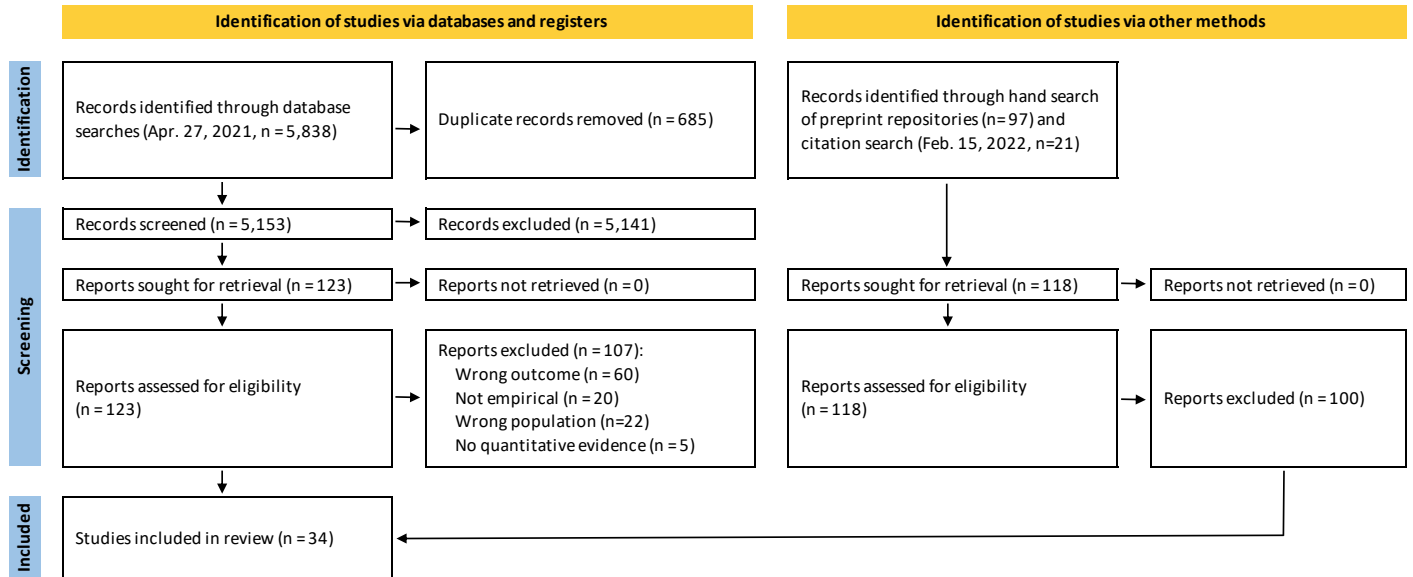 Identification of studies via databases and registers
Identification of studies via other methods
Identification
Records identified through database
searches (Apr. 27, 2021, n = 5,838)
Duplicate records removed (n = 685)
Records identified through hand search
of preprint repositories (n= 97) and
citation search (Feb. 15, 2022, n=21)
Screening
Records screened (n = 5,153)
Records excluded (n = 5,141)
Reports sought for retrieval (n = 123)
Reports not retrieved (n = 0)
Reports sought for retrieval (n = 118)
Reports not retrieved (n = 0)
Reports assessed for eligibility
(n = 123)
Reports excluded (n = 107):
Wrong outcome (n = 60)
Not empirical (n = 20)
Wrong population (n=22)
No quantitative evidence (n = 5)
Reports assessed for eligibility
(n = 118)
Reports excluded (n = 100)
Included
Studies included in review (n = 34)